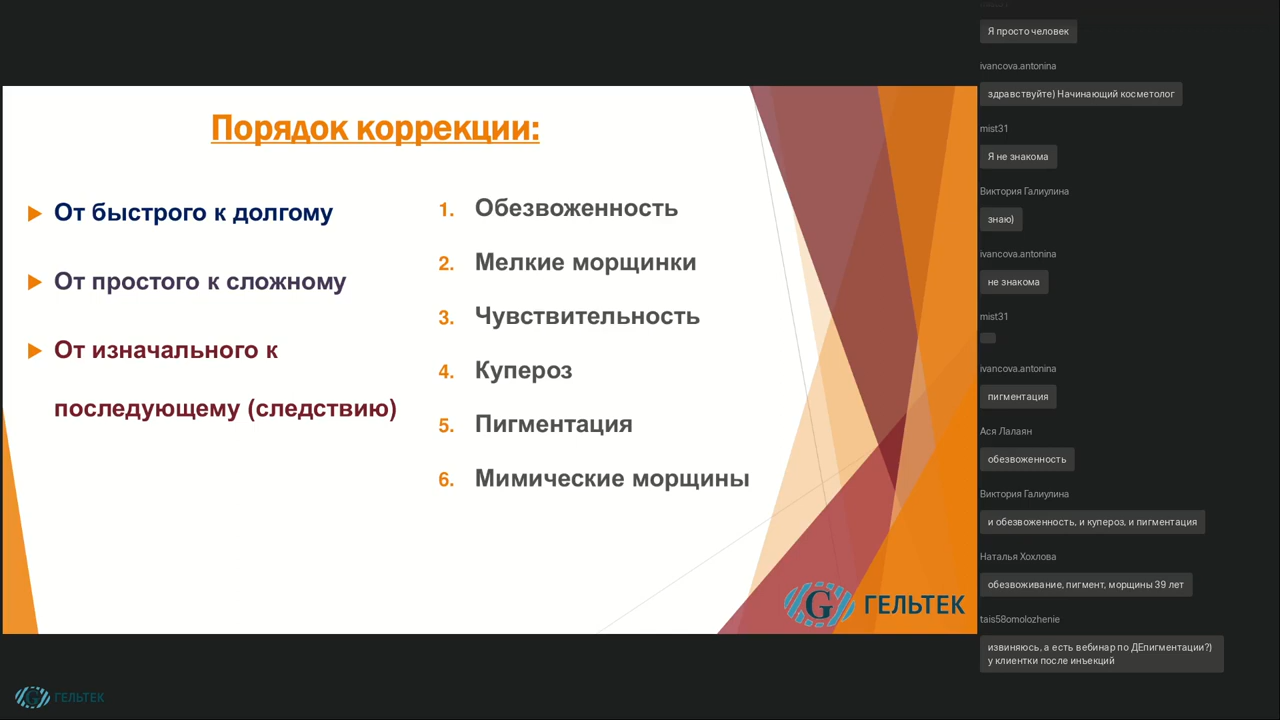 Порядок коррекции:
От быстрого к долгому
От простого к сложному
От изначального к
последующему (следствию)
1. Обезвоженность
2. Мелкие морщинки
3. Чувствительность
4. Купероз
5. Пигментация
6. Мимические морщины
G ГЕЛЬТЕК
G ГЕЛЬТЕК
Я просто человек
ivancova.antonina
здравствуйте) Начинающий косметолог
mist31
Я не знакома
Виктория Галиулина
знаю)
ivancova.antonina
не знакома
mist31
ivancova.antonina
пигментация
Ася Лалаян
обезвоженность
Виктория Галиулина
и обезвоженность, и купероз, и пигментация
Наталья Хохлова
обезвоживание, пигмент, морщины 39 лет
tais58omolozhenie
извиняюсь, а есть вебинар по ДЕпигментации?)
у клиентки после инъекций